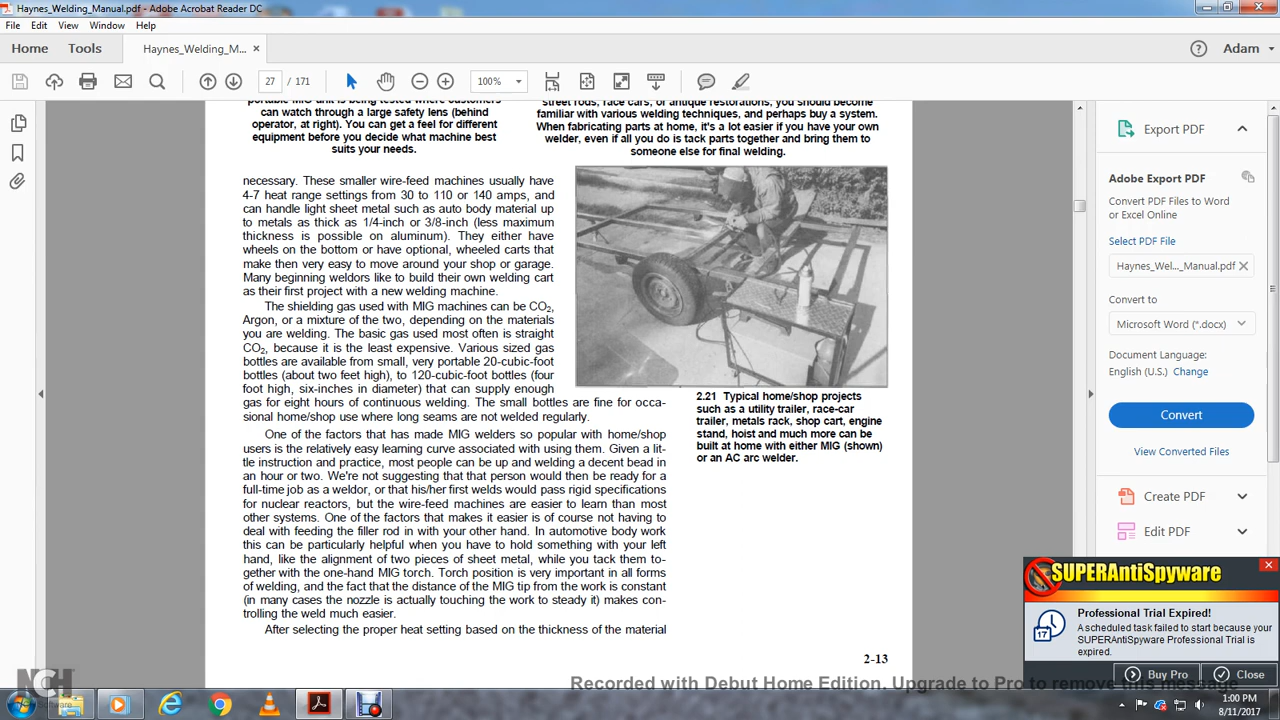 Haynes_Welding_Manual.pdf - Adobe Acrobat Reader DC
File Edit View Window Help
Home Tools Haynes_Welding_M... × Adam
27 / 171 100%
portable MIG unit is being tested where customers
can watch through a large safety lens (behind
operator, at right). You can get a feel for different
equipment before you decide what machine best
suits your needs.
street rods, race cars, or antique restorations, you should become
familiar with various welding techniques, and perhaps buy a system.
When fabricating parts at home, it's a lot easier if you have your own
welder, even if all you do is tack parts together and bring them to
someone else for final welding.
necessary. These smaller wire-feed machines usually have
4-7 heat range settings from 30 to 110 or 140 amps, and
can handle light sheet metal such as auto body material up
to metals as thick as 1/4-inch or 3/8-inch (less maximum
thickness is possible on aluminum). They either have
wheels on the bottom or have optional, wheeled carts that
make then very easy to move around your shop or garage.
Many beginning weldors like to build their own welding cart
as their first project with a new welding machine.
The shielding gas used with MIG machines can be CO2,
Argon, or a mixture of the two, depending on the materials
you are welding. The basic gas used most often is straight
CO2, because it is the least expensive. Various sized gas
bottles are available from small, very portable 20-cubic-foot
bottles (about two feet high), to 120-cubic-foot bottles (four
foot high, six-inches in diameter) that can supply enough
gas for eight hours of continuous welding. The small bottles are fine for occa-
sional home/shop use where long seams are not welded regularly.
One of the factors that has made MIG welders so popular with home/shop
users is the relatively easy learning curve associated with using them. Given a lit-
tle instruction and practice, most people can be up and welding a decent bead in
an hour or two. We're not suggesting that that person would then be ready for a
full-time job as a weldor, or that his/her first welds would pass rigid specifications
for nuclear reactors, but the wire-feed machines are easier to learn than most
other systems. One of the factors that makes it easier is of course not having to
deal with feeding the filler rod in with your other hand. In automotive body work
this can be particularly helpful when you have to hold something with your left
hand, like the alignment of two pieces of sheet metal, while you tack them to-
gether with the one-hand MIG torch. Torch position is very important in all forms
of welding, and the fact that the distance of the MIG tip from the work is constant
(in many cases the nozzle is actually touching the work to steady it) makes con-
trolling the weld much easier.
After selecting the proper heat setting based on the thickness of the material
2.21 Typical home/shop projects
such as a utility trailer, race-car
trailer, metals rack, shop cart, engine
stand, hoist and much more can be
built at home with either MIG (shown)
or an AC arc welder.
2-13
Export PDF
Adobe Export PDF
Convert PDF Files to Word
or Excel Online
Select PDF File
Haynes_Wel..._Manual.pdf
Convert to
Microsoft Word (*.docx)
Document Language:
English (U.S.) Change
Convert
View Converted Files
Create PDF
Edit PDF
SUPERAntiSpyware
Professional Trial Expired!
A scheduled task failed to start because your
SUPERAntiSpyware Professional Trial is
expired.
17
Buy Pro Close
NCH
Software
Recorded with Debut Home Edition. Upgrade to Pro to remove this message
1:00 PM
8/11/2017